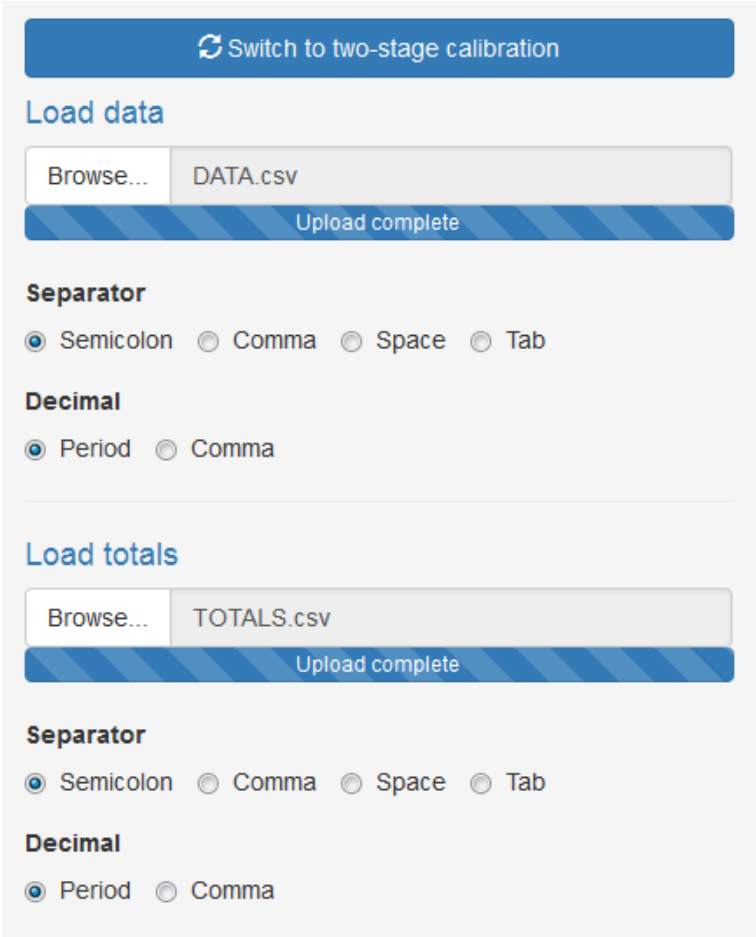 Switch to two-stage calibration
Load data
Browse... DATA.csv
Upload complete
Separator
Semicolon Comma Space Tab
Decimal
Period Comma
Load totals
Browse... TOTALS.csv
Upload complete
Separator
Semicolon Comma Space Tab
Decimal
Period Comma